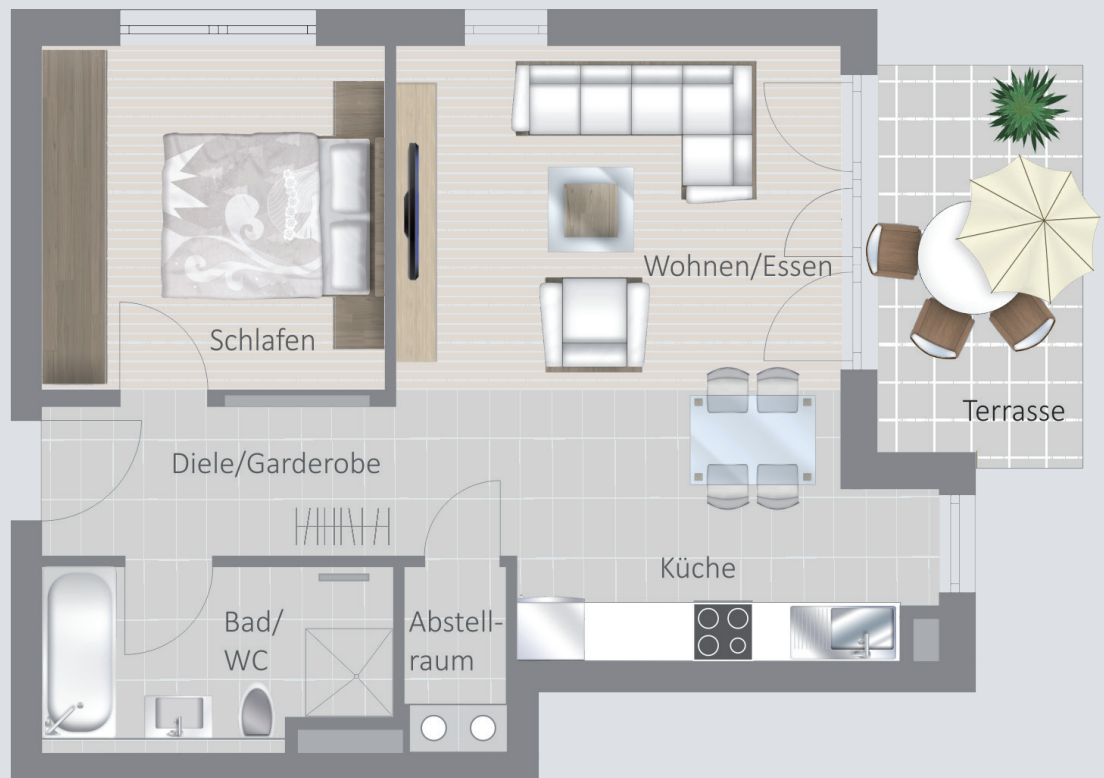 Wohnen/Essen
Schlafen
Terrasse
Diele/Garderobe
Küche
Bad/
WC
Abstell-
raum